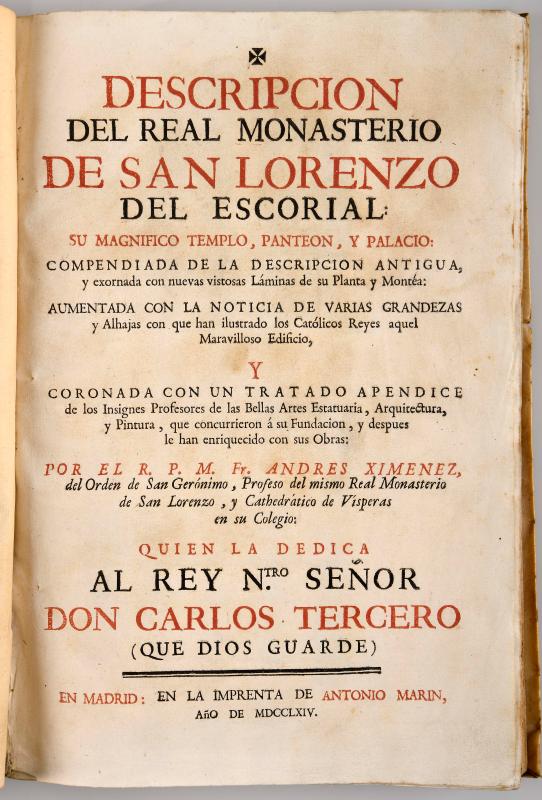 ✠
DESCRIPCION
DEL REAL MONASTERIO
DE SAN LORENZO
DEL ESCORIAL:
SU MAGNIFICO TEMPLO, PANTEON, Y PALACIO:
COMPENDIADA DE LA DESCRIPCION ANTIGUA,
y exornada con nuevas vistosas Láminas de su Planta y Montéa:
AUMENTADA CON LA NOTICIA DE VARIAS GRANDEZAS
y Alhajas con que han ilustrado los Católicos Reyes aquel
Maravilloso Edificio,
Y
CORONADA CON UN TRATADO APENDICE
de los Insignes Profesores de las Bellas Artes Estatuaria, Arquitectura,
y Pintura, que concurrieron á su Fundacion, y despues
le han enriquecido con sus Obras:
POR EL R. P. M. Fr. ANDRES XIMENEZ,
del Orden de San Gerónimo, Profeso del mismo Real Monasterio
de San Lorenzo, y Cathedrático de Vísperas
en su Colegio:
QUIEN LA DEDICA
AL REY N.TRO SEÑOR
DON CARLOS TERCERO
(QUE DIOS GUARDE)
EN MADRID: EN LA IMPRENTA DE ANTONIO MARIN,
AñO DE MDCCLXIV.